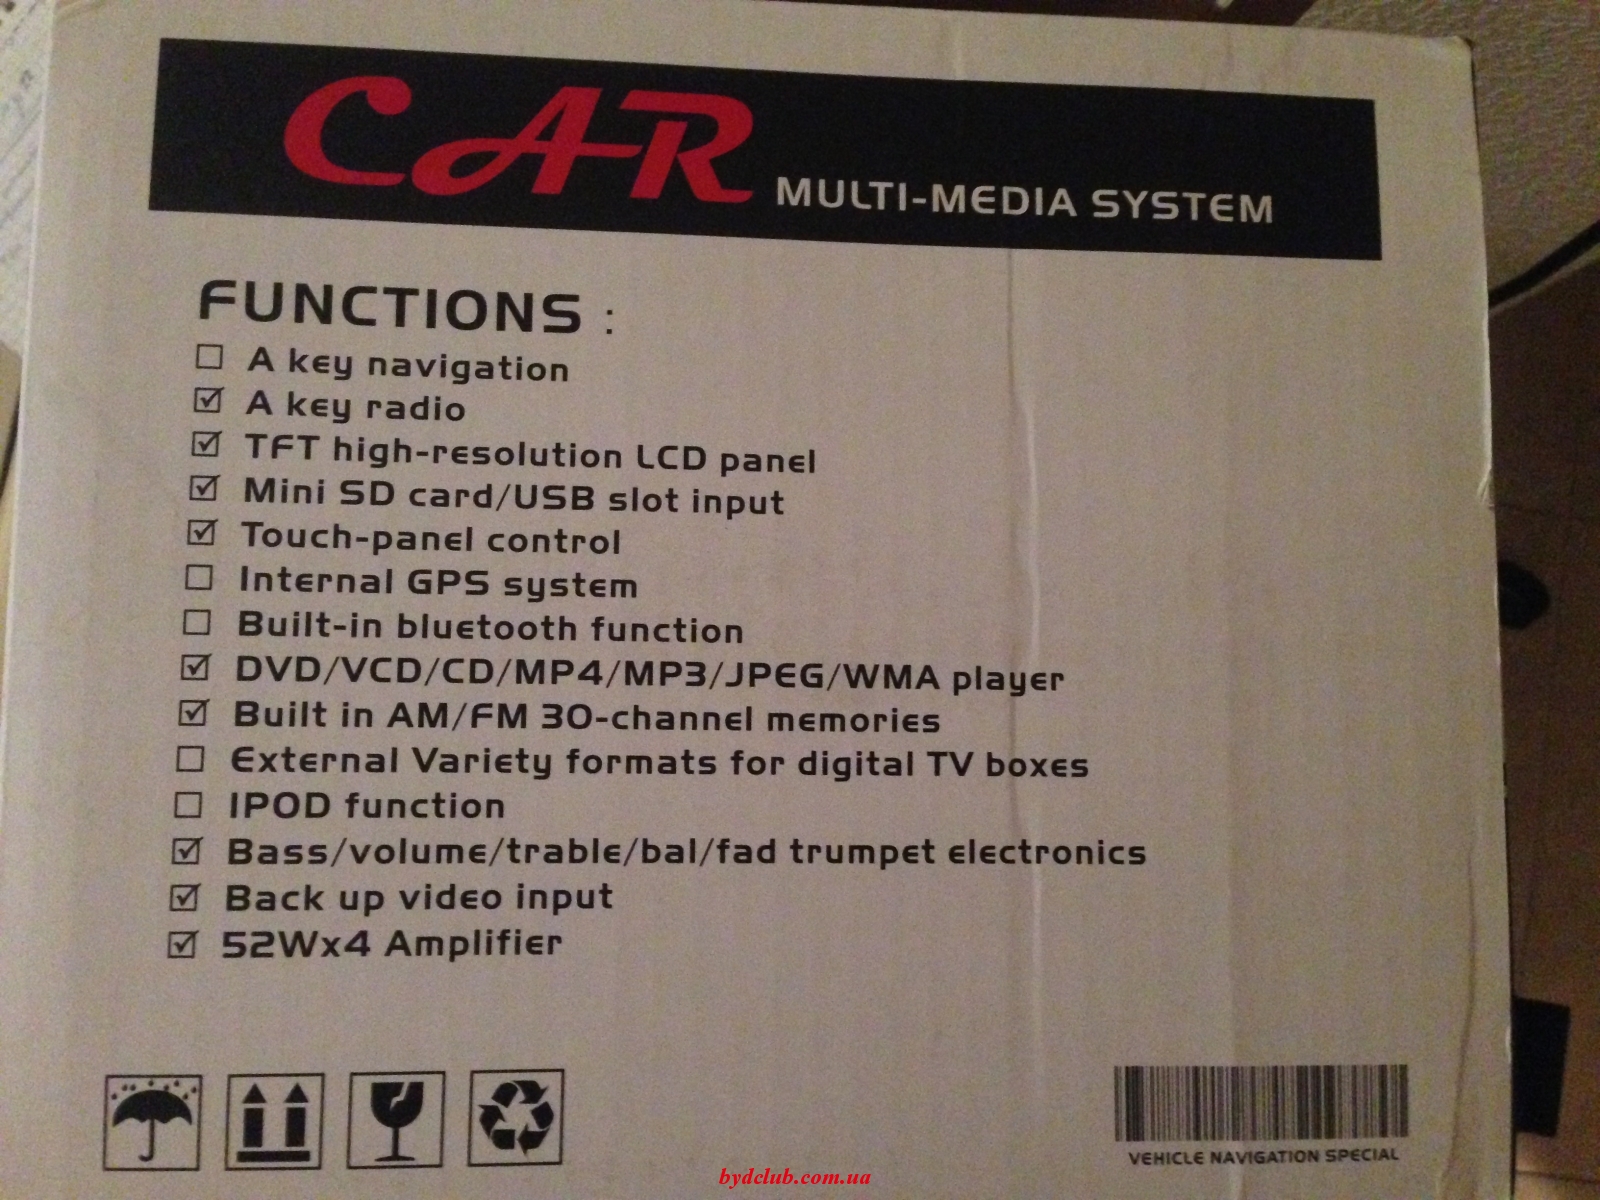 CAR MULTI-MEDIA SYSTEM
FUNCTIONS :
☐ A key navigation
☑ A key radio
☑ TFT high-resolution LCD panel
☑ Mini SD card/USB slot input
☑ Touch-panel control
☐ Internal GPS system
☐ Built-in bluetooth function
☑ DVD/VCD/CD/MP4/MP3/JPEG/WMA player
☑ Built in AM/FM 30-channel memories
☐ External Variety formats for digital TV boxes
☐ IPOD function
☑ Bass/volume/trable/bal/fad trumpet electronics
☑ Back up video input
☑ 52Wx4 Amplifier
VEHICLE NAVIGATION SPECIAL
bydclub.com.ua